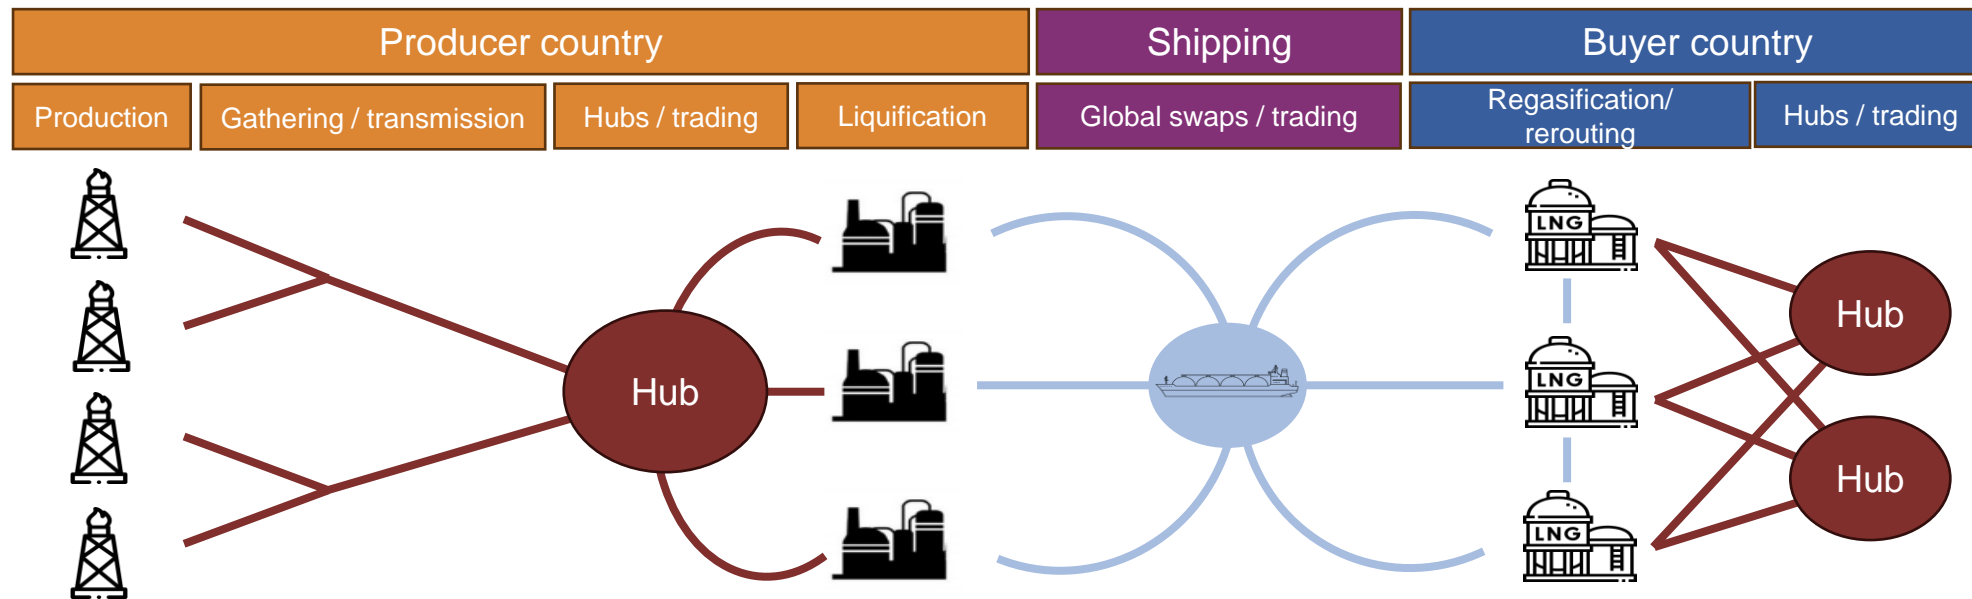 Producer country
Shipping
Buyer country
Production
Gathering / transmission
Hubs / trading
Liquification
Global swaps / trading
Regasification/
rerouting
Hubs / trading
LNG
Hub
LNG
Hub
Hub
LNG